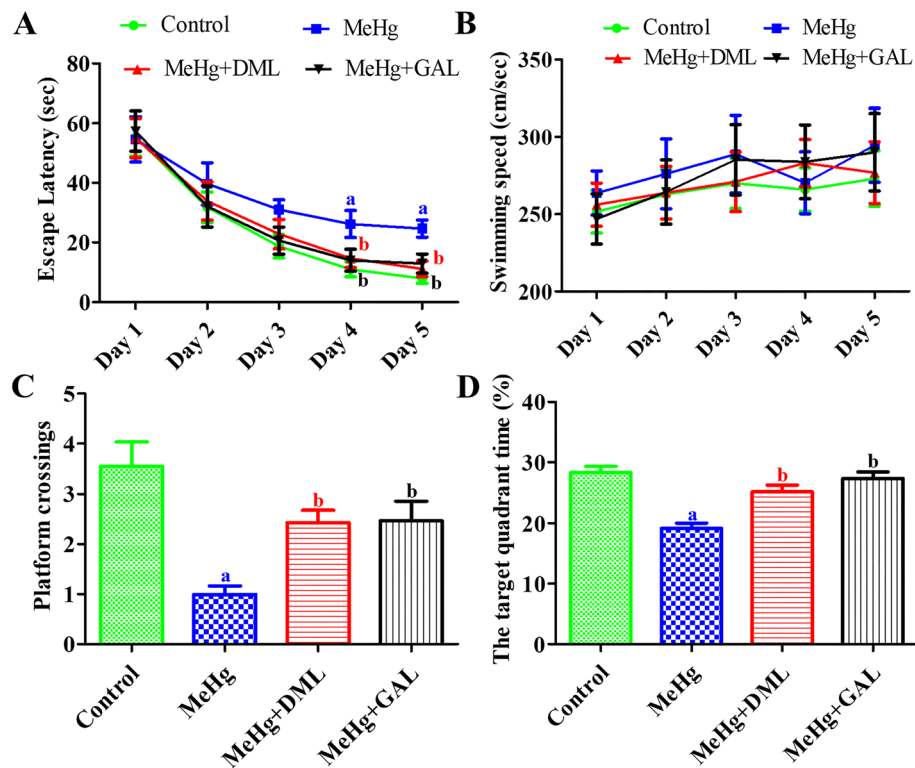 A
Control
MeHg
MeHg+DML
MeHg+GAL
Escape Latency (sec)
80
60
40
20
0
a
a
b
b
b
b
Day 1
Day 2
Day 3
Day 4
Day 5
B
Control
MeHg
MeHg+DML
MeHg+GAL
Swimming speed (cm/sec)
350
300
250
200
Day 1
Day 2
Day 3
Day 4
Day 5
C
Platform crossings
5
4
3
2
1
0
a
b
b
Control
MeHg
MeHg+DML
MeHg+GAL
D
The target quadrant time (%)
40
30
20
10
0
a
b
b
Control
MeHg
MeHg+DML
MeHg+GAL